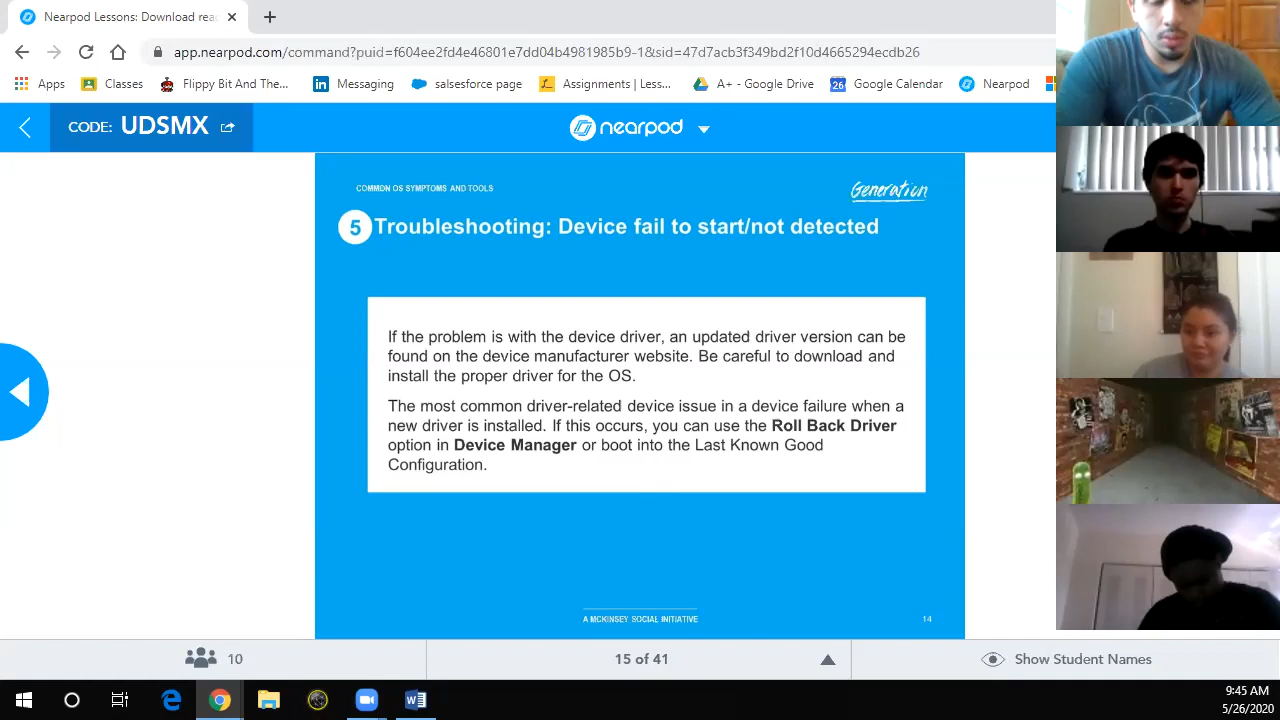 Nearpod Lessons: Download rea
app.nearpod.com/command?puid=f604ee2fd4e46801e7dd04b4981985b9-1&sid=47d7acb3f349bd2f10d4665294ecdb26
Apps Classes Flippy Bit And The... Messaging salsesforce page Assignments | Less... A+ - Google Drive 26 Google Calendar Nearpod
CODE: UDSMX nearpod
COMMON OS SYMPTOMS AND TOOLS Generation
5 Troubleshooting: Device fail to start/not detected
If the problem is with the device driver, an updated driver version can be
found on the device manufacturer website. Be careful to download and
install the proper driver for the OS.
The most common driver-related device issue in a device failure when a
new driver is installed. If this occurs, you can use the Roll Back Driver
option in Device Manager or boot into the Last Known Good
Configuration.
A MCKINSEY SOCIAL INITIATIVE 14
10 15 of 41 Show Student Names
9:45 AM
5/26/2020